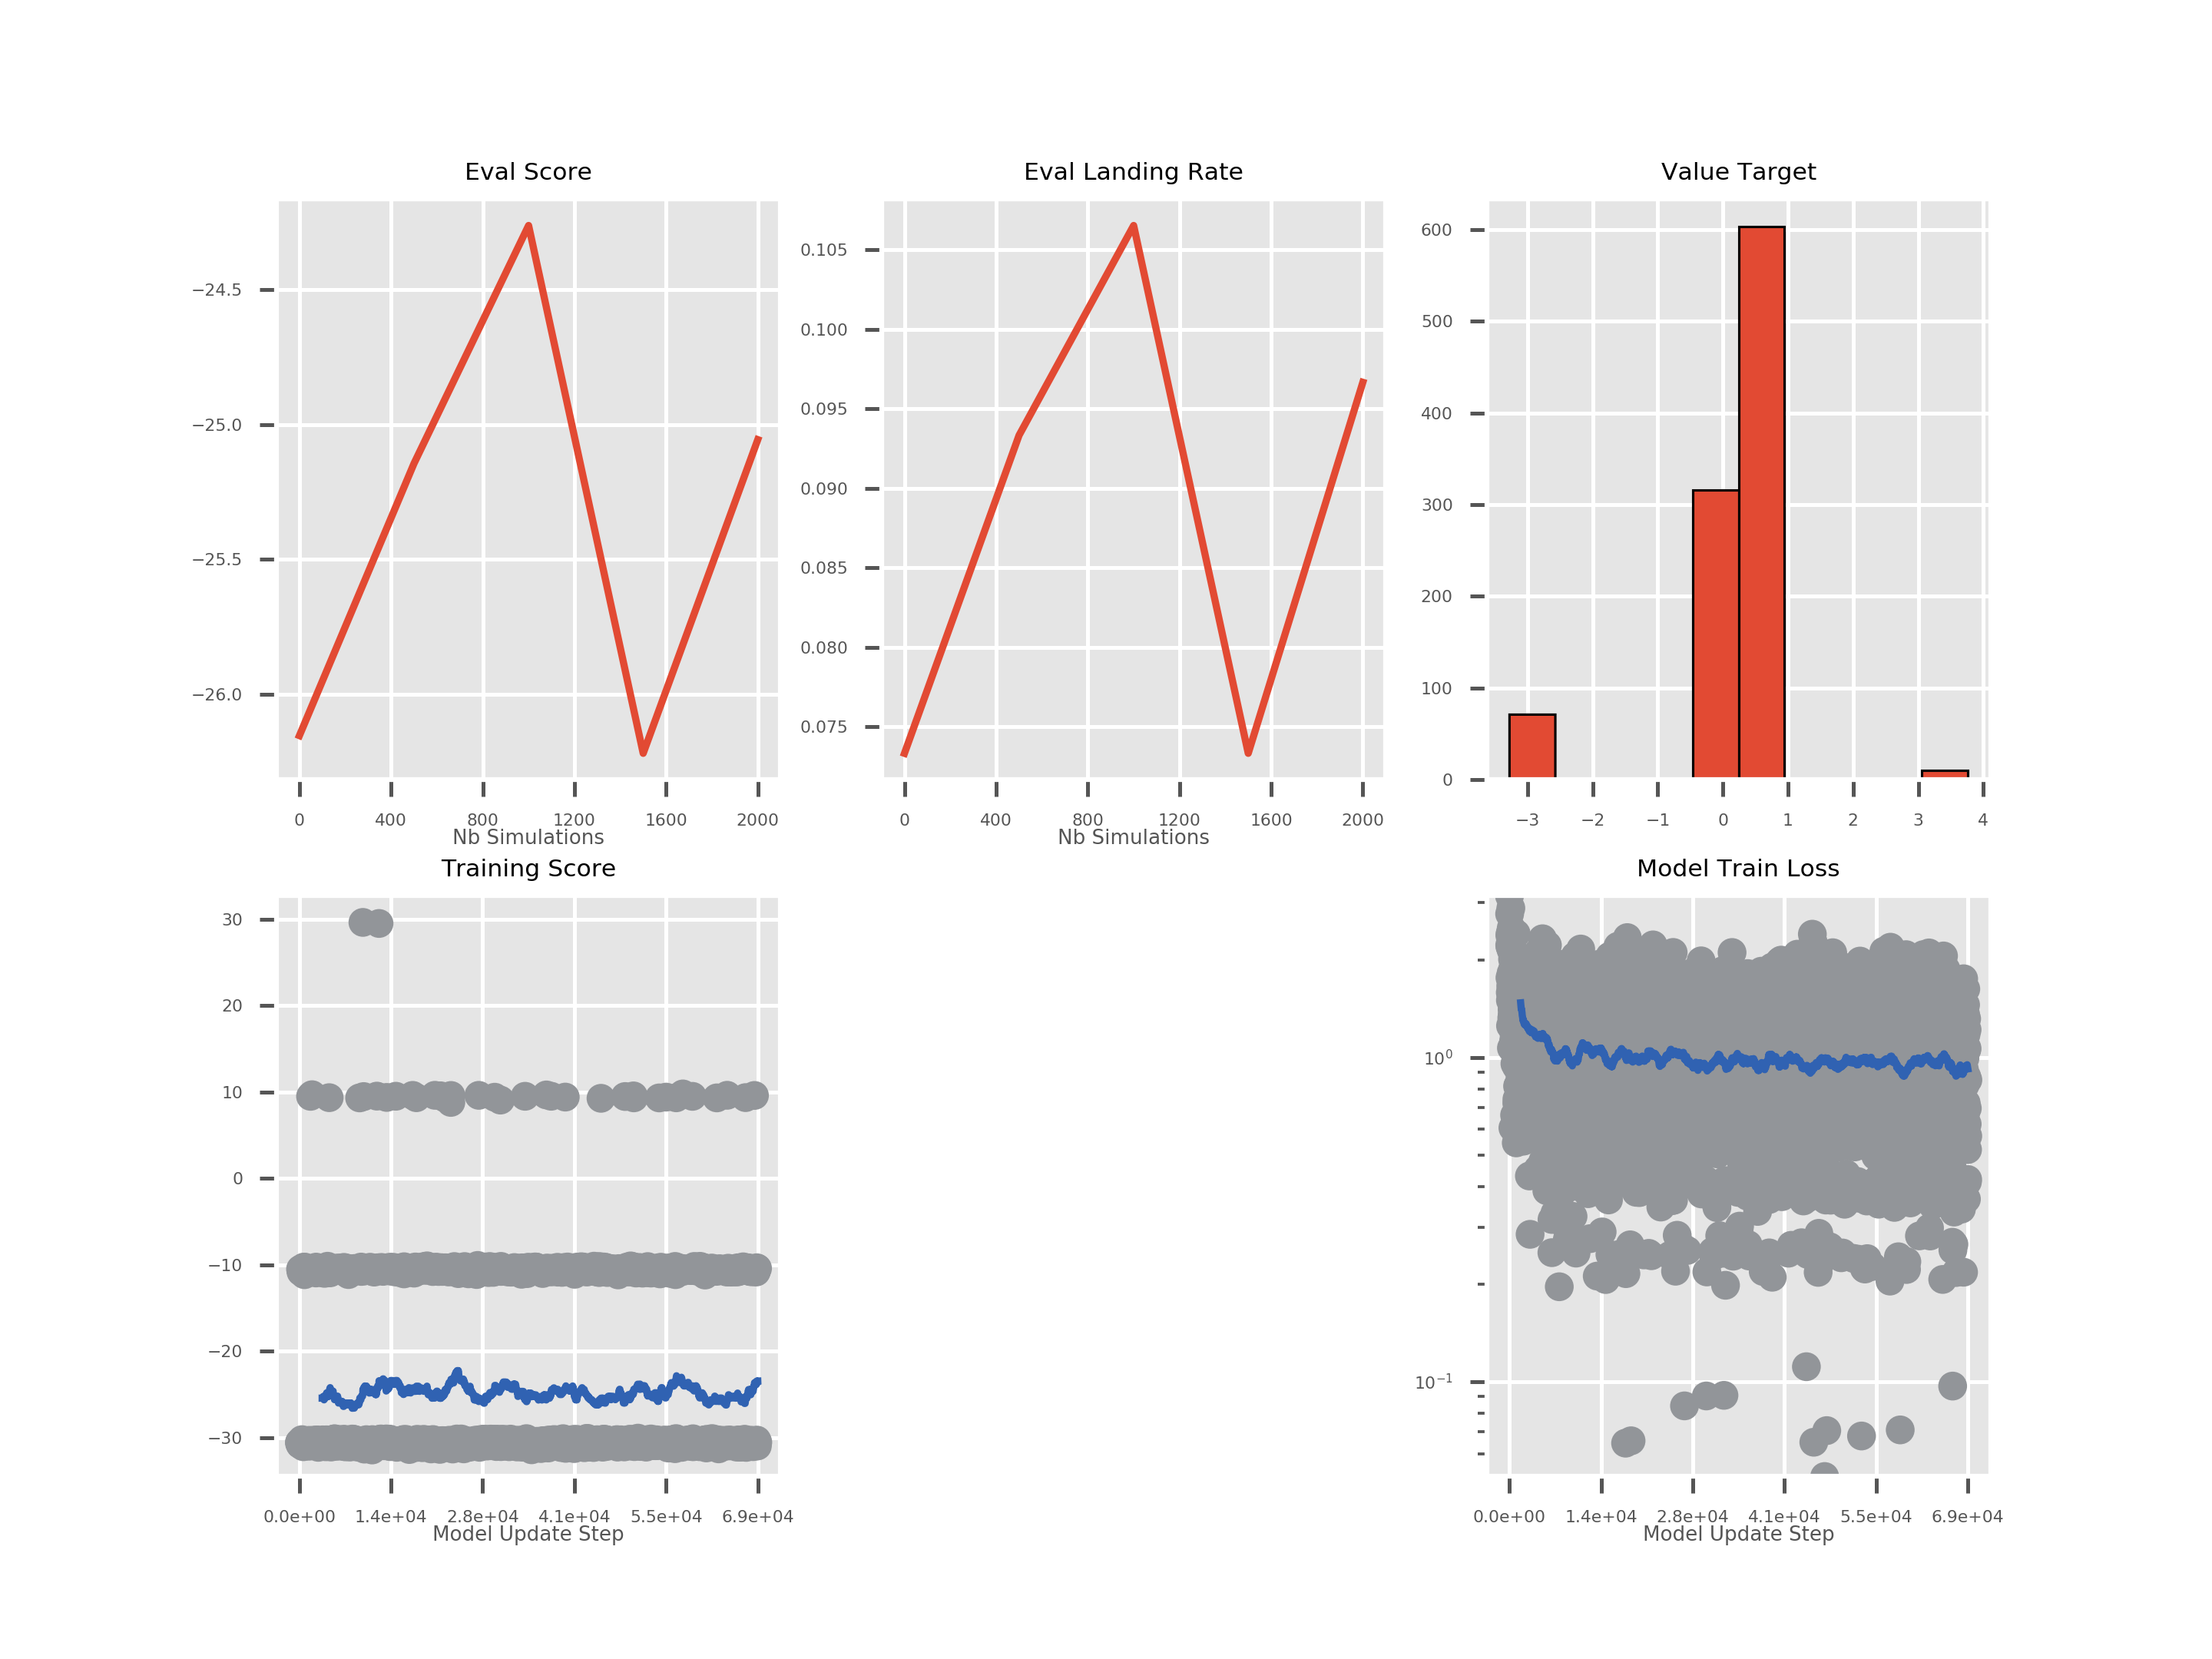 Eval Score
−24.5
−25.0
−25.5
−26.0
0 400 800 1200 1600 2000
Nb Simulations
Eval Landing Rate
0.105
0.100
0.095
0.090
0.085
0.080
0.075
0 400 800 1200 1600 2000
Nb Simulations
Value Target
600
500
400
300
200
100
0
−3 −2 −1 0 1 2 3 4
Training Score
30
20
10
0
−10
−20
−30
0.0e+00 1.4e+04 2.8e+04 4.1e+04 5.5e+04 6.9e+04
Model Update Step
Model Train Loss
10⁰
10⁻¹
0.0e+00 1.4e+04 2.8e+04 4.1e+04 5.5e+04 6.9e+04
Model Update Step